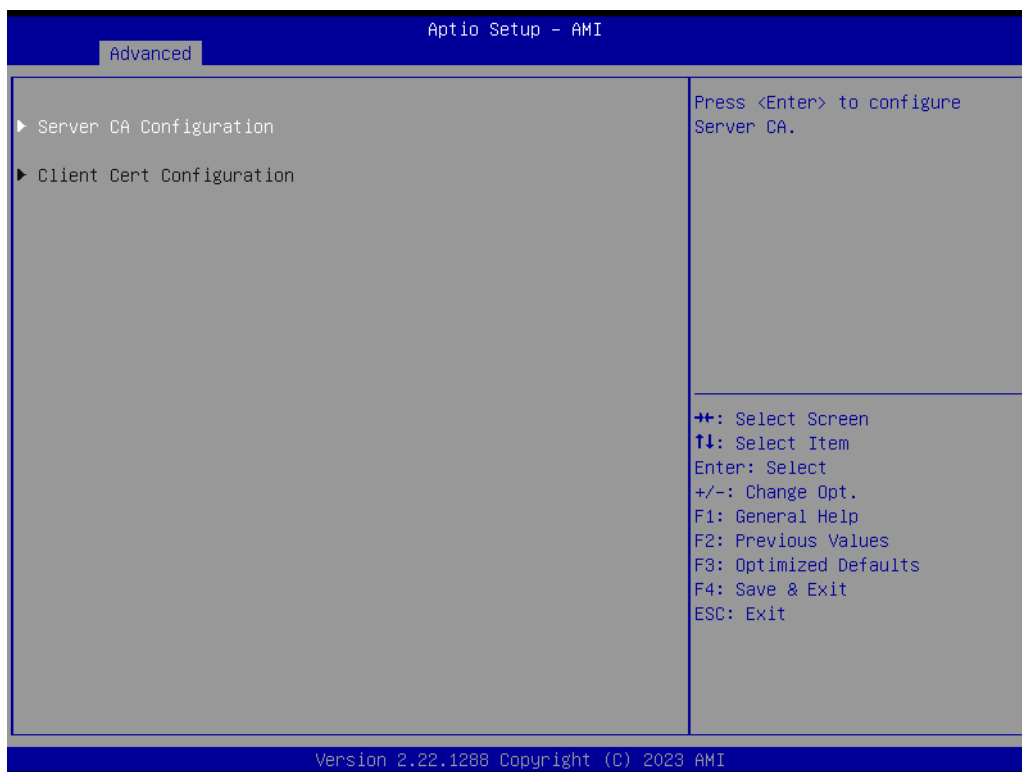 Aptio Setup – AMI
Advanced
▶ Server CA Configuration
▶ Client Cert Configuration
Press <Enter> to configure
Server CA.
→←: Select Screen
↑↓: Select Item
Enter: Select
+/-: Change Opt.
F1: General Help
F2: Previous Values
F3: Optimized Defaults
F4: Save & Exit
ESC: Exit
Version 2.22.1288 Copyright (C) 2023 AMI